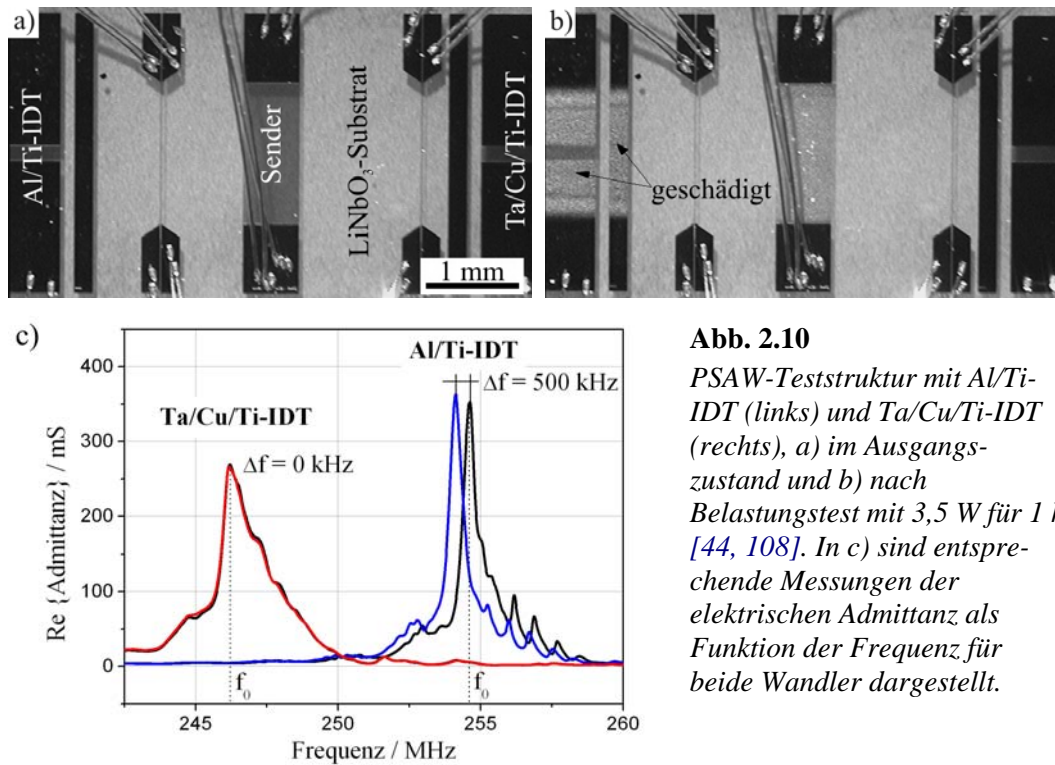 a)
Al/Ti-IDT
Sender
LiNbO₃-Substrat
Ta/Cu/Ti-IDT
1 mm
b)
geschädigt
c)
Re {Admittanz} / mS
400
300
200
100
0
Ta/Cu/Ti-IDT
Δf = 0 kHz
Al/Ti-IDT
Δf = 500 kHz
f₀
f₀
245
250
255
260
Frequenz / MHz
Abb. 2.10
PSAW-Teststruktur mit Al/Ti-
IDT (links) und Ta/Cu/Ti-IDT
(rechts), a) im Ausgangs-
zustand und b) nach
Belastungstest mit 3,5 W für 1
[44, 108]. In c) sind entspre-
chende Messungen der
elektrischen Admittanz als
Funktion der Frequenz für
beide Wandler dargestellt.